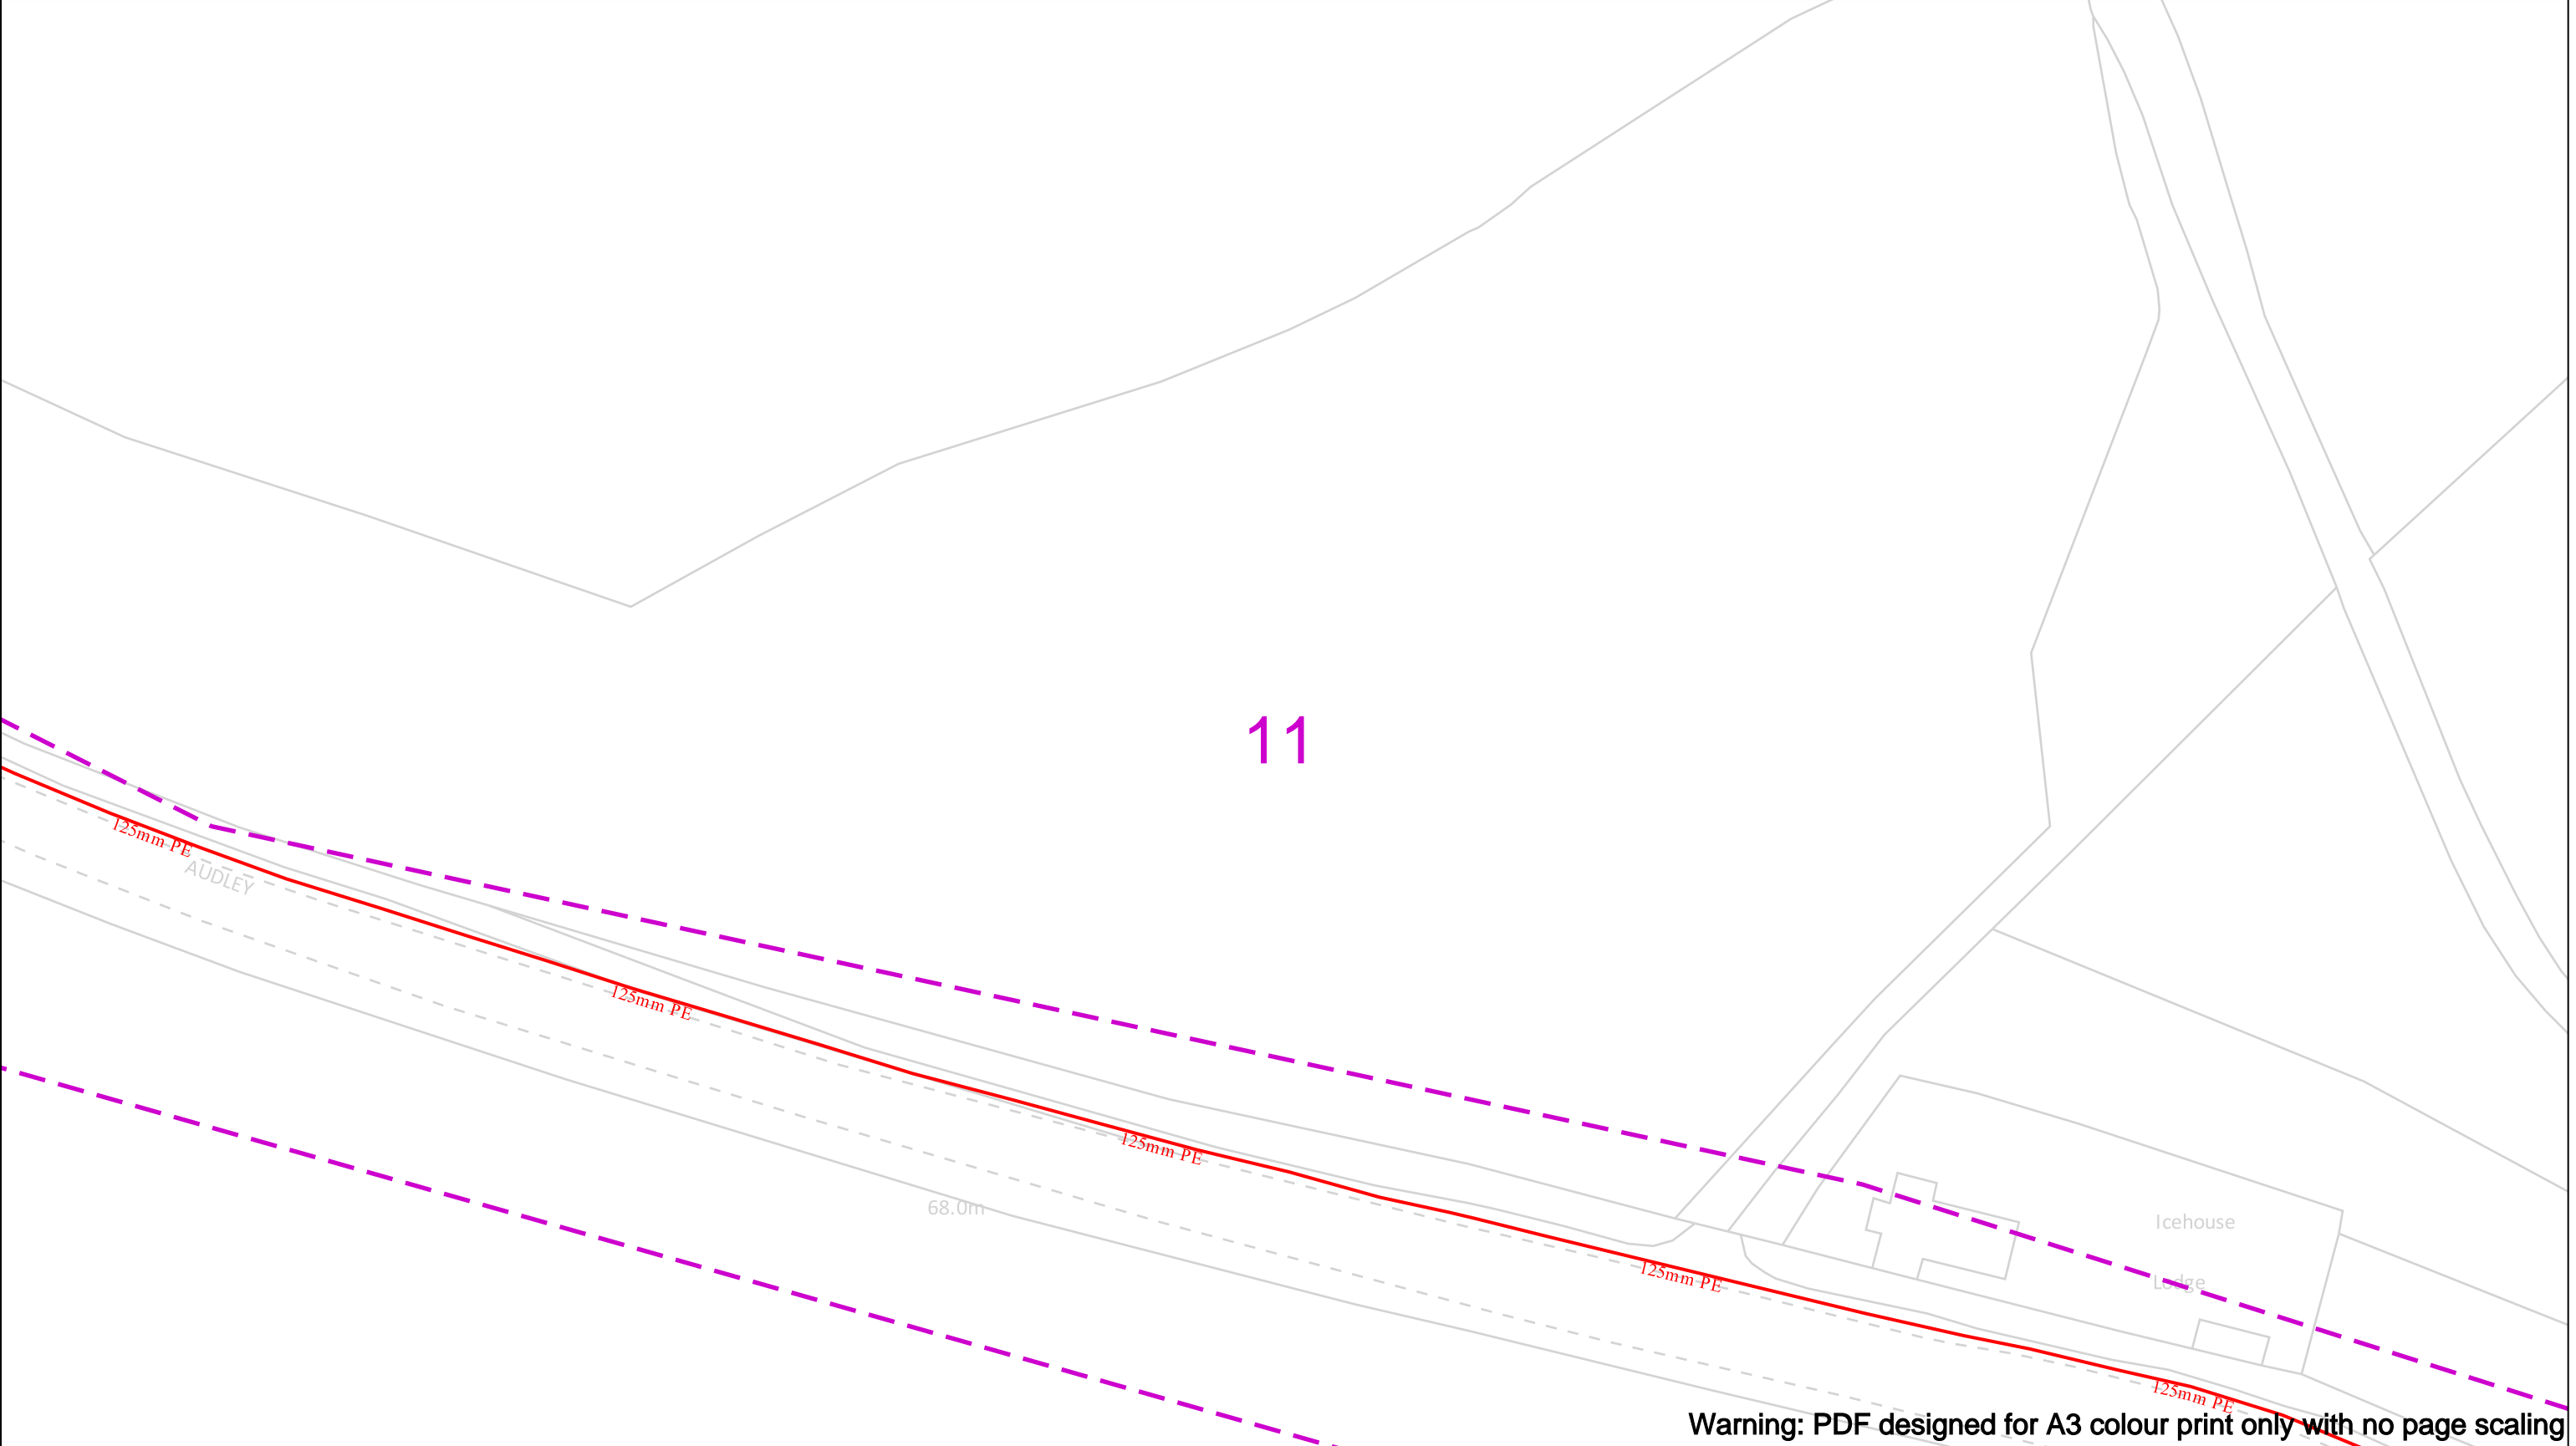 11
125mm PE
AUDLEY
125mm PE
125mm PE
68.0m
Icehouse
125mm PE
Lodge
125mm PE
Warning: PDF designed for A3 colour print only with no page scaling